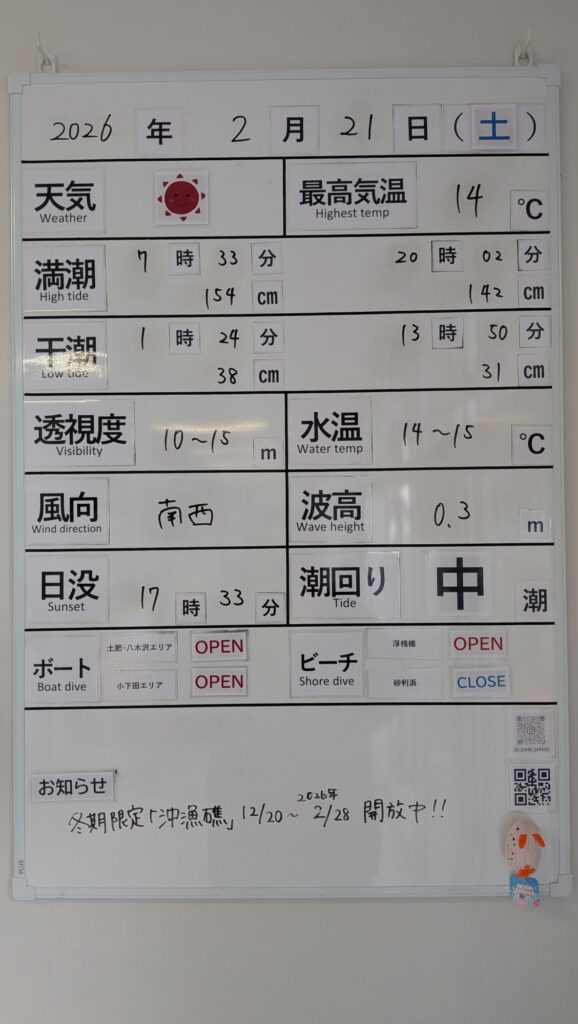 2026 年 2 月 21 日 (土)
天気 最高気温 14 ℃
Weather Highest temp
満潮 7 時 33 分 20 時 02 分
High tide 154 cm 142 cm
干潮 1 時 24 分 13 時 50 分
Low tide 38 cm 31 cm
透視度 10～15 m 水温 14～15 ℃
Visibility Water temp
風向 南西 波高 0.3 m
Wind direction Wave height
日没 17 時 33 分 潮回り 中 潮
Sunset Tide
ボート 土肥・八木沢エリア OPEN ビーチ 浮桟橋 OPEN
Boat dive 小下田エリア OPEN Shore dive 砂利浜 CLOSE
TOI DIVING SERVICE
お知らせ
2026年
冬期限定「沖漁礁」12/20～2/28 開放中!!
PLUS